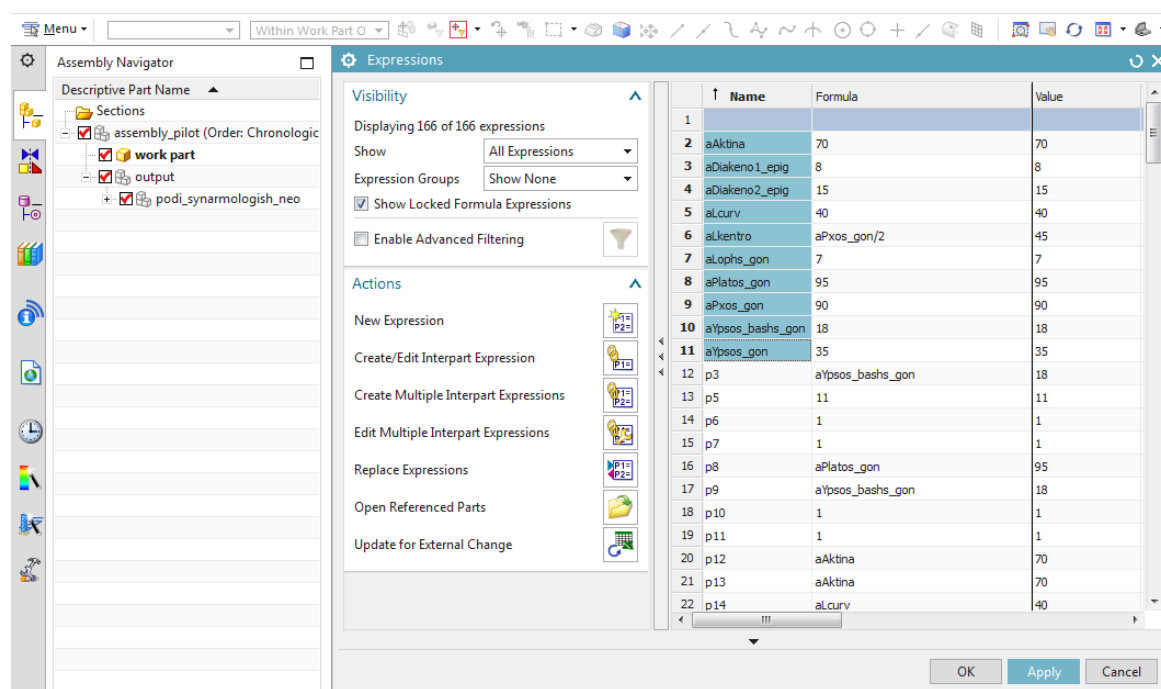 Menu
Within Work Part O
Assembly Navigator
Descriptive Part Name
Sections
assembly_pilot (Order: Chronologic
work part
output
podi_synarmologish_neo
Expressions
Visibility
Displaying 166 of 166 expressions
Show All Expressions
Expression Groups Show None
Show Locked Formula Expressions
Enable Advanced Filtering
Actions
New Expression
Create/Edit Interpart Expression
Create Multiple Interpart Expressions
Edit Multiple Interpart Expressions
Replace Expressions
Open Referenced Parts
Update for External Change
↑ Name Formula Value
1
2 aAktina 70 70
3 aDiakeno1_epig 8 8
4 aDiakeno2_epig 15 15
5 aLcurv 40 40
6 aLkentro aPxos_gon/2 45
7 aLophs_gon 7 7
8 aPlatos_gon 95 95
9 aPxos_gon 90 90
10 aYpsos_bashs_gon 18 18
11 aYpsos_gon 35 35
12 p3 aYpsos_bashs_gon 18
13 p5 11 11
14 p6 1 1
15 p7 1 1
16 p8 aPlatos_gon 95
17 p9 aYpsos_bashs_gon 18
18 p10 1 1
19 p11 1 1
20 p12 aAktina 70
21 p13 aAktina 70
22 p14 aLcurv 40
OK Apply Cancel